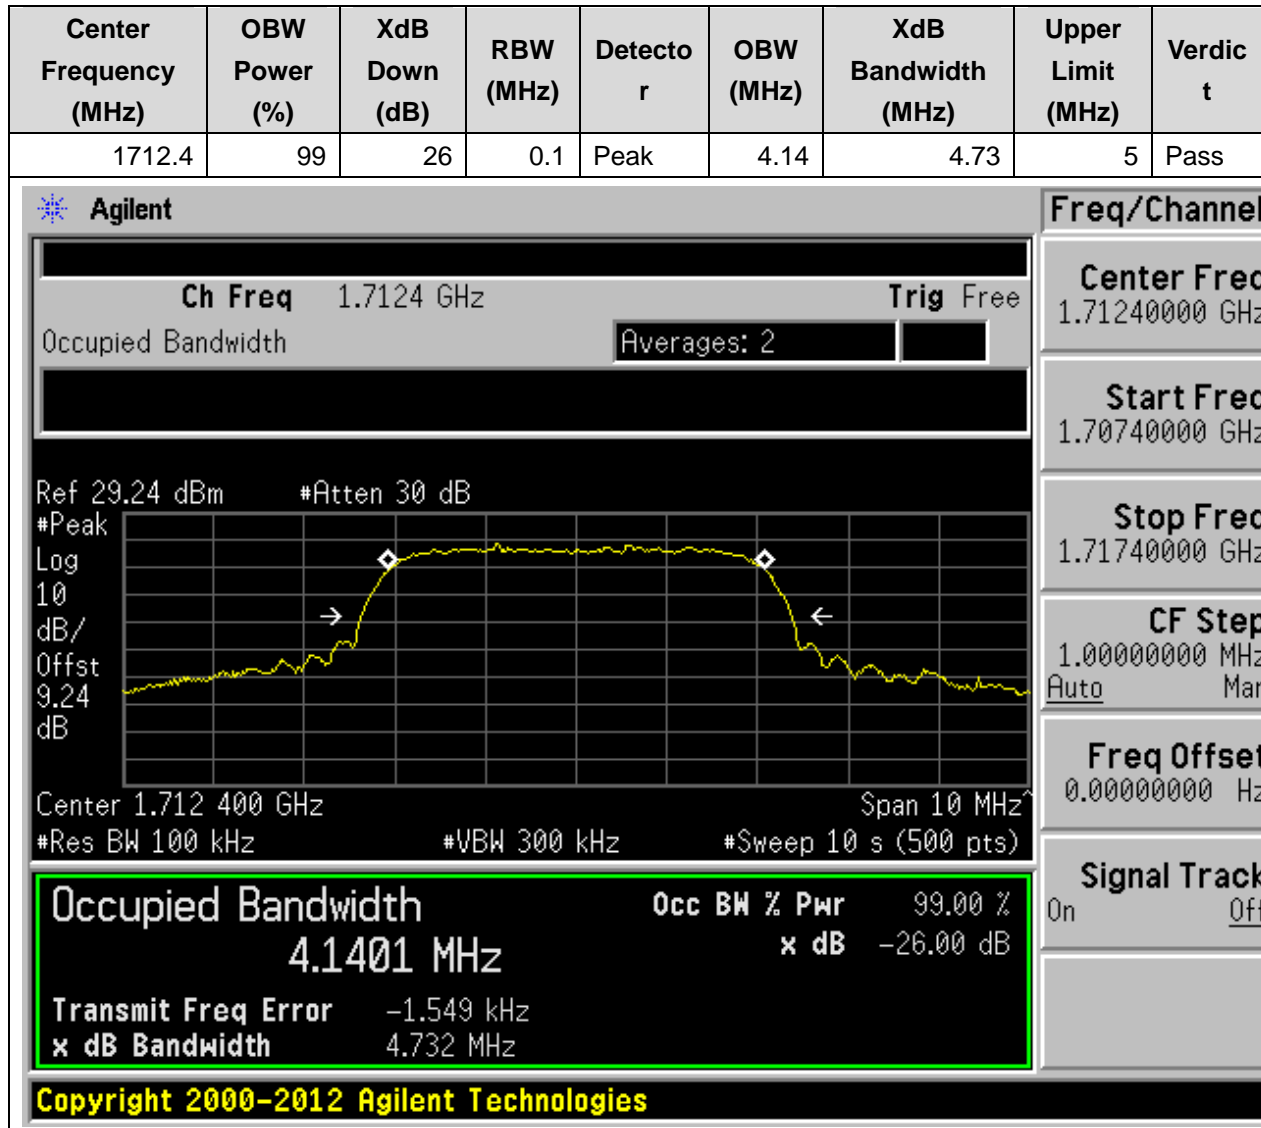 Center Frequency (MHz) OBW Power (%) XdB Down (dB) RBW (MHz) Detecto r OBW (MHz) XdB Bandwidth (MHz) Upper Limit (MHz) Verdic t
1712.4 99 26 0.1 Peak 4.14 4.73 5 Pass
Agilent
Freq/Channel
Ch Freq 1.7124 GHz Trig Free
Occupied Bandwidth Averages: 2
Center Freq
1.71240000 GHz
Start Freq
1.70740000 GHz
Stop Freq
1.71740000 GHz
CF Step
1.00000000 MHz
Auto Man
Freq Offset
0.00000000 Hz
Signal Track
On Off
Ref 29.24 dBm #Atten 30 dB
#Peak
Log
10
dB/
Offst
9.24
dB
Center 1.712 400 GHz Span 10 MHz^
#Res BW 100 kHz #VBW 300 kHz #Sweep 10 s (500 pts)
Occupied Bandwidth Occ BW % Pwr 99.00 %
4.1401 MHz x dB -26.00 dB
Transmit Freq Error -1.549 kHz
x dB Bandwidth 4.732 MHz
Copyright 2000-2012 Agilent Technologies